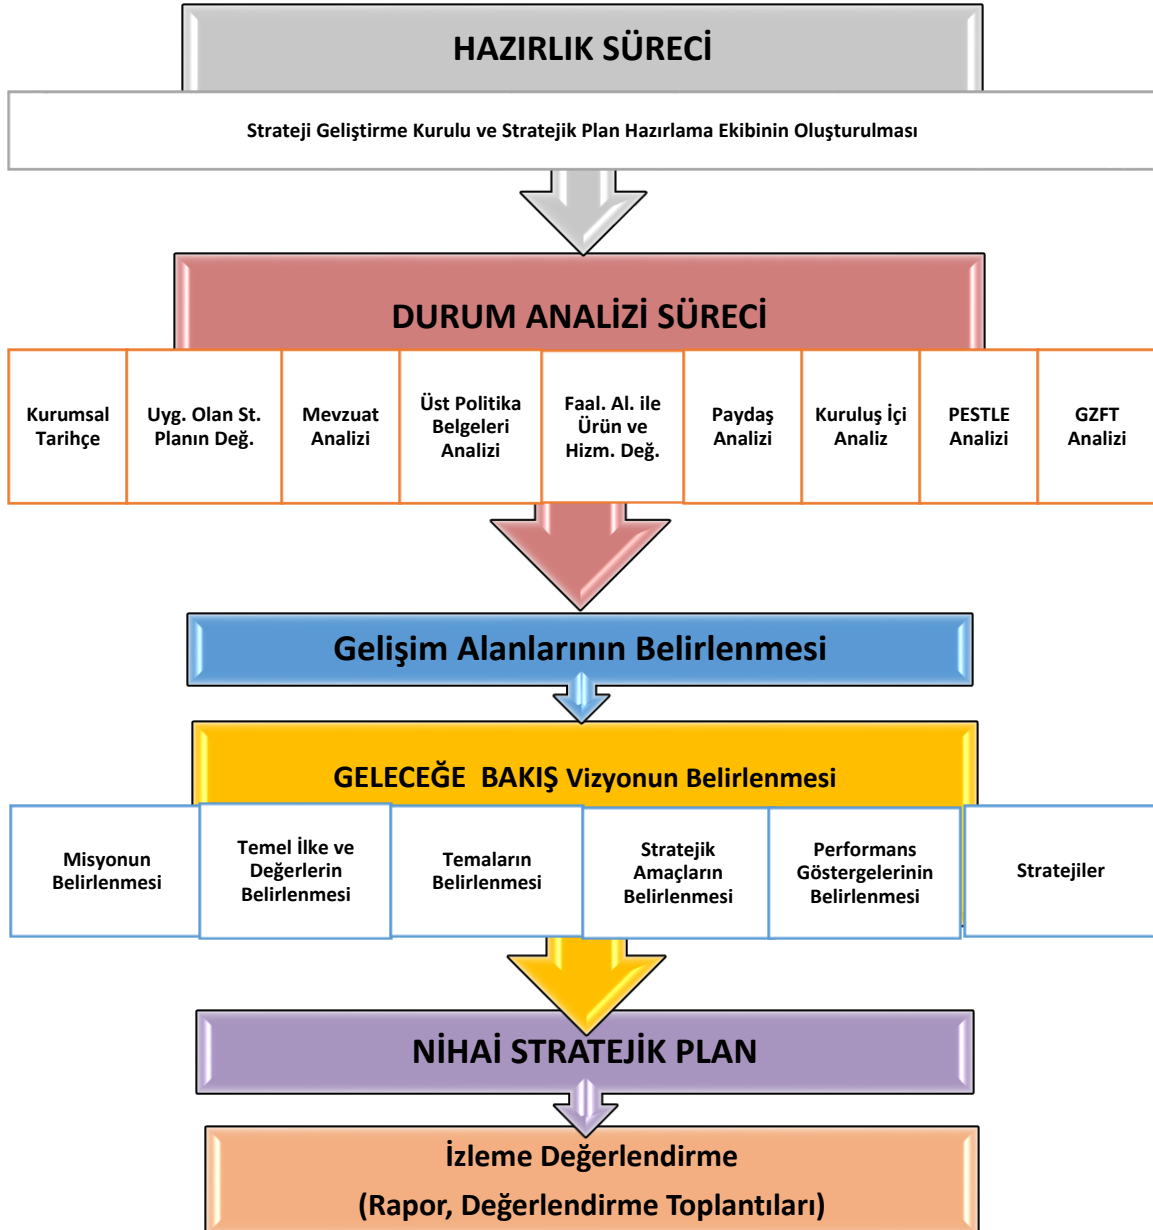 HAZIRLIK SÜRECİ
Strateji Geliştirme Kurulu ve Stratejik Plan Hazırlama Ekibinin Oluşturulması
DURUM ANALİZİ SÜRECİ
Kurumsal
Tarihçe
Uyg. Olan St.
Planın Değ.
Mevzuat
Analizi
Üst Politika
Belgeleri
Analizi
Faal. Al. ile
Ürün ve
Hizm. Değ.
Paydaş
Analizi
Kuruluş İçi
Analiz
PESTLE
Analizi
GZFT
Analizi
Gelişim Alanlarının Belirlenmesi
GELECEĞE BAKIŞ Vizyonun Belirlenmesi
Misyonun
Belirlenmesi
Temel İlke ve
Değerlerin
Belirlenmesi
Temaların
Belirlenmesi
Stratejik
Amaçların
Belirlenmesi
Performans
Göstergelerinin
Belirlenmesi
Stratejiler
NİHAİ STRATEJİK PLAN
İzleme Değerlendirme
(Rapor, Değerlendirme Toplantıları)